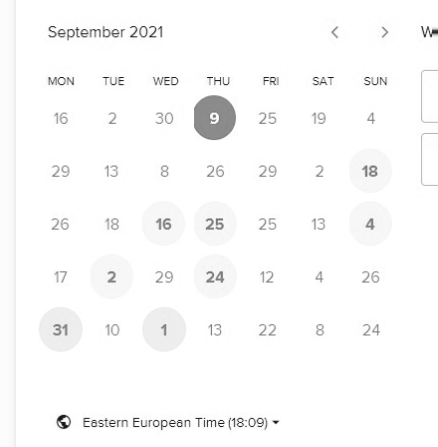 September 2021
MON TUE WED THU FRI SAT SUN
16 2 30 9 25 19 4
29 13 8 26 29 2 18
26 18 16 25 25 13 4
17 2 29 24 12 4 26
31 10 1 13 22 8 24
Eastern European Time (18:09)